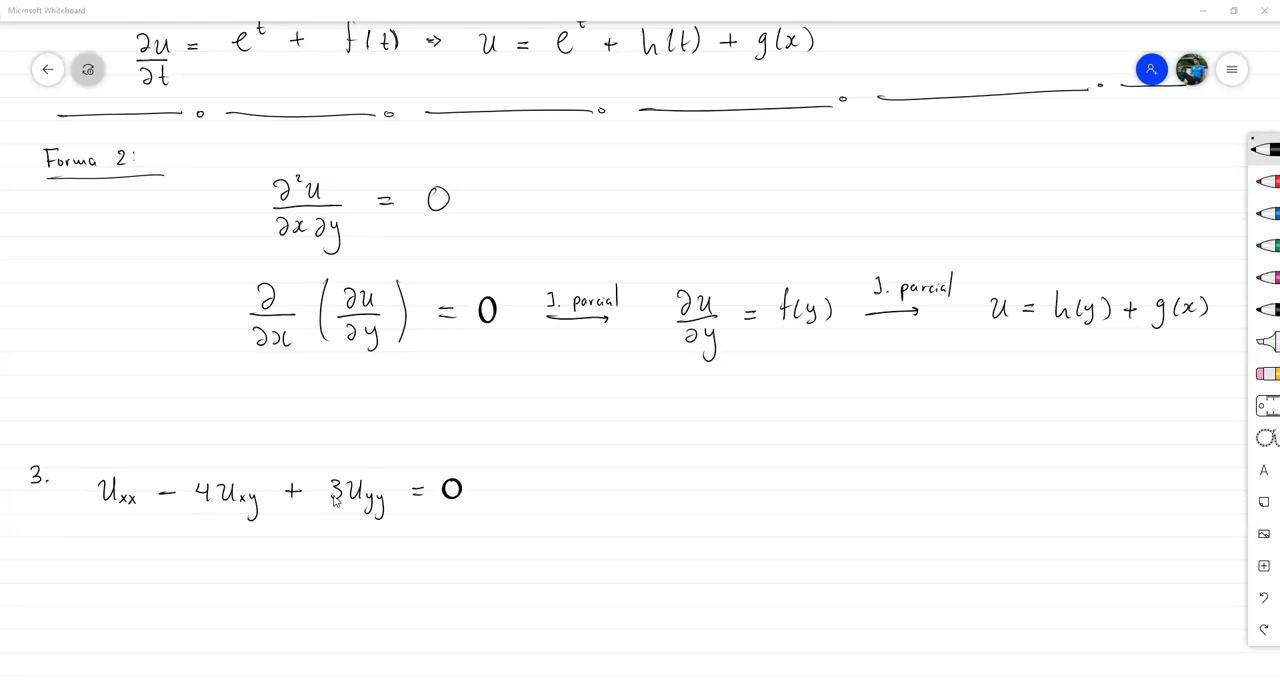 Microsoft Whiteboard
∂u/∂t = e^t + f(t) ⇒ u = e^t + h(t) + g(x)
Forma 2:
∂²u/∂x∂y = 0
∂/∂x (∂u/∂y) = 0 I. parcial → ∂u/∂y = f(y) I. parcial → u = h(y) + g(x)
3.
u_xx - 4u_xy + 3u_yy = 0
A